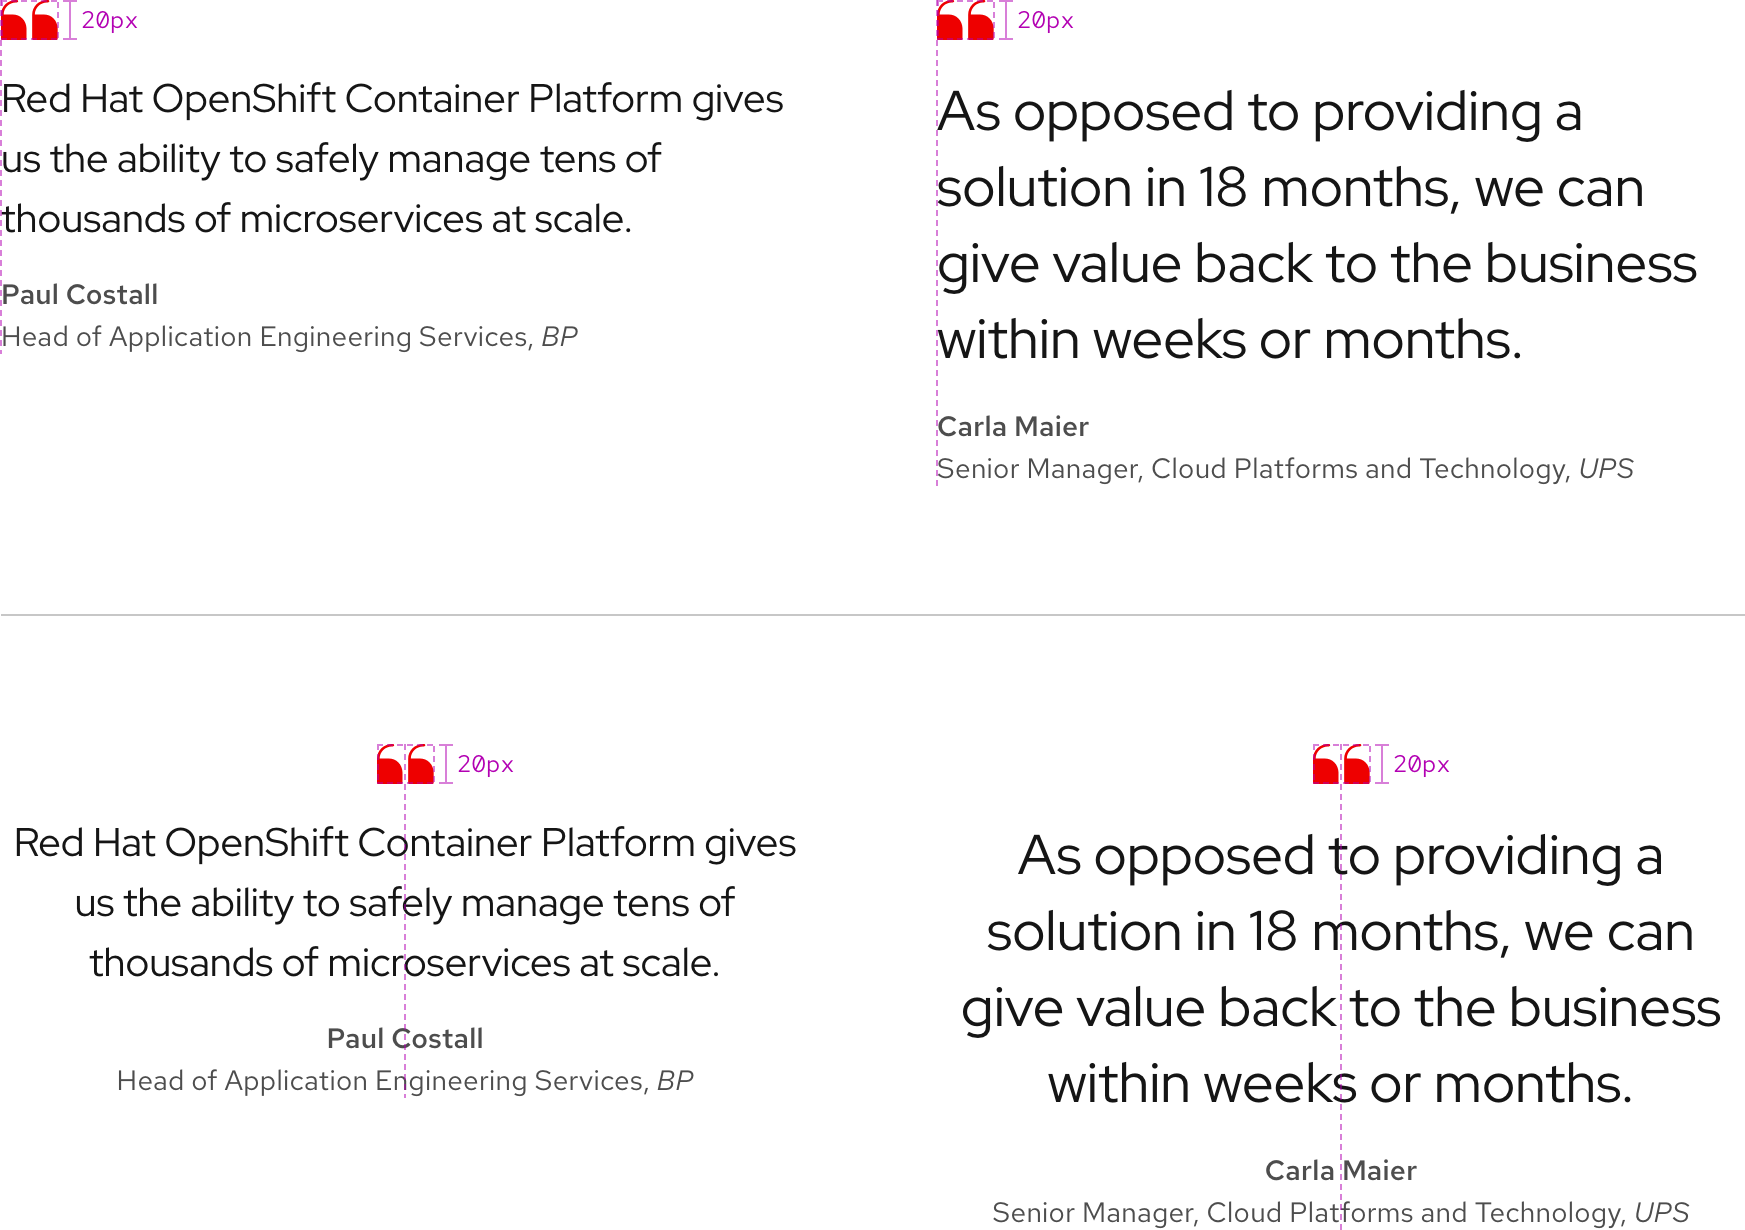 20px
Red Hat OpenShift Container Platform gives
us the ability to safely manage tens of
thousands of microservices at scale.
Paul Costall
Head of Application Engineering Services, BP
20px
As opposed to providing a
solution in 18 months, we can
give value back to the business
within weeks or months.
Carla Maier
Senior Manager, Cloud Platforms and Technology, UPS
20px
Red Hat OpenShift Container Platform gives
us the ability to safely manage tens of
thousands of microservices at scale.
Paul Costall
Head of Application Engineering Services, BP
20px
As opposed to providing a
solution in 18 months, we can
give value back to the business
within weeks or months.
Carla Maier
Senior Manager, Cloud Platforms and Technology, UPS